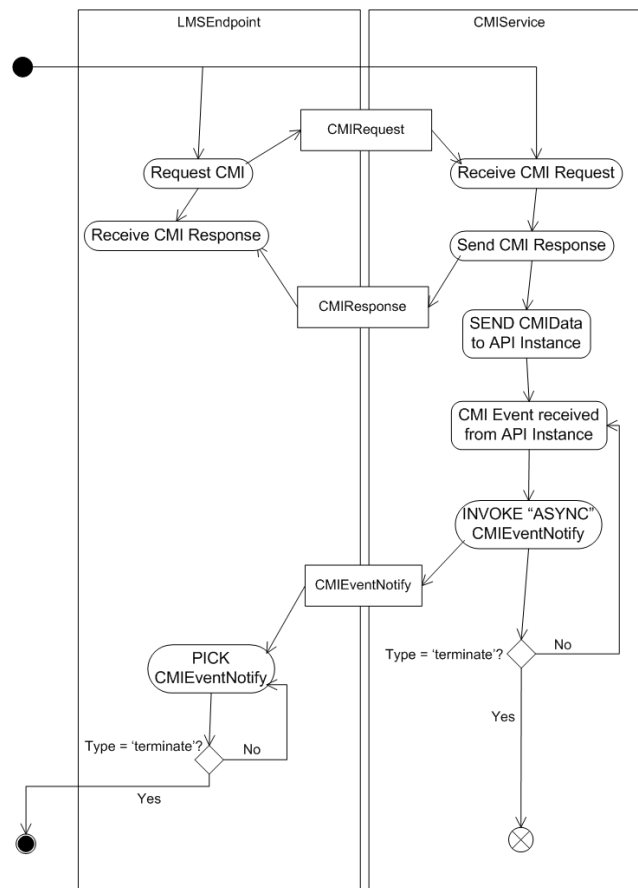 LMSEndpoint
CMIService
CMIRequest
Request CMI
Receive CMI Request
Receive CMI Response
Send CMI Response
CMIResponse
SEND CMIData
to API Instance
CMI Event received
from API Instance
INVOKE “ASYNC”
CMIEventNotify
CMIEventNotify
PICK
CMIEventNotify
Type = ‘terminate’?
No
Yes
Type = ‘terminate’?
No
Yes